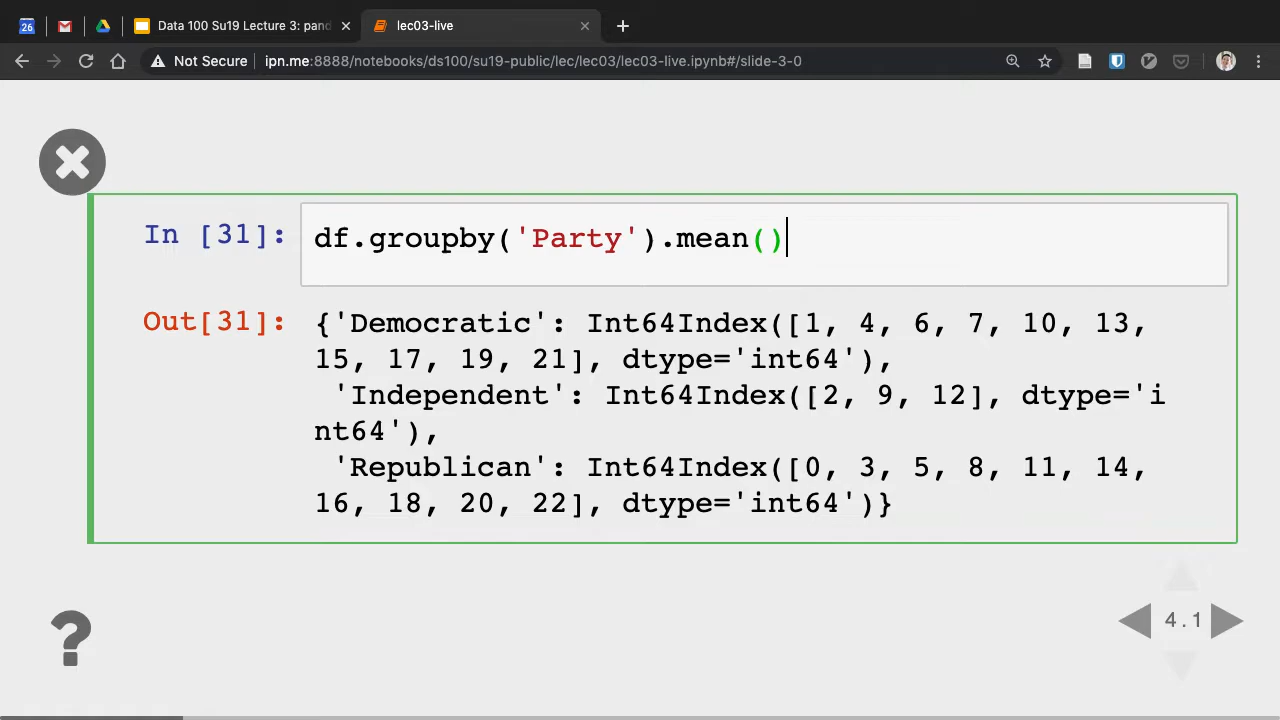 26
Data 100 Su19 Lecture 3: pand
lec03-live
Not Secure
ipn.me:8888/notebooks/ds100/su19-public/lec/lec03/lec03-live.ipynb#/slide-3-0
In [31]:
df.groupby('Party').mean()
Out[31]:
{'Democratic': Int64Index([1, 4, 6, 7, 10, 13,
15, 17, 19, 21], dtype='int64'),
'Independent': Int64Index([2, 9, 12], dtype='i
nt64'),
'Republican': Int64Index([0, 3, 5, 8, 11, 14,
16, 18, 20, 22], dtype='int64')}
4.1
?